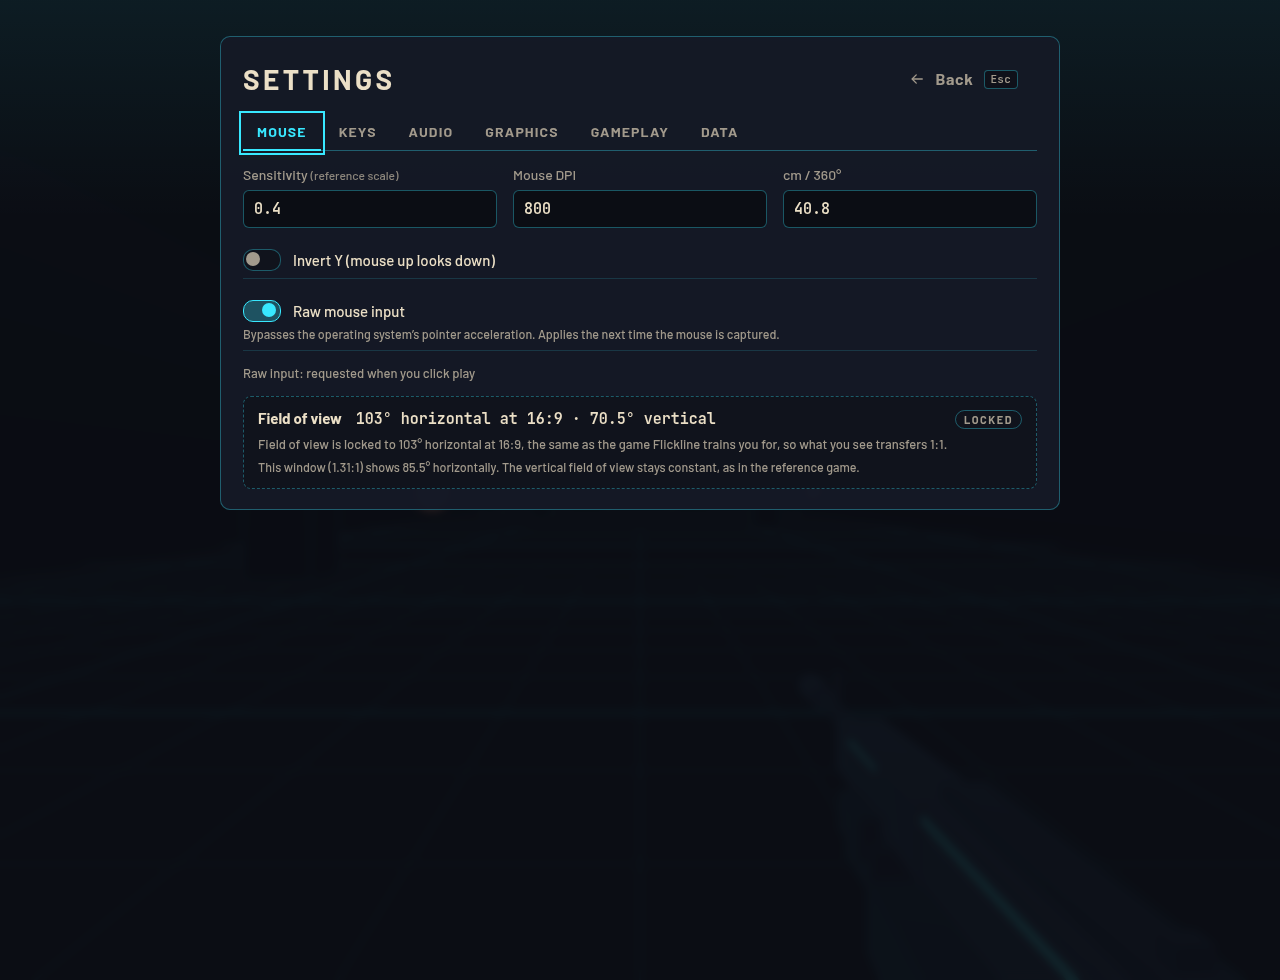 SETTINGS
← Back Esc
MOUSE KEYS AUDIO GRAPHICS GAMEPLAY DATA
Sensitivity (reference scale) Mouse DPI cm / 360°
0.4 800 40.8
Invert Y (mouse up looks down)
Raw mouse input
Bypasses the operating system's pointer acceleration. Applies the next time the mouse is captured.
Raw input: requested when you click play
Field of view 103° horizontal at 16:9 · 70.5° vertical LOCKED
Field of view is locked to 103° horizontal at 16:9, the same as the game Flickline trains you for, so what you see transfers 1:1.
This window (1.31:1) shows 85.5° horizontally. The vertical field of view stays constant, as in the reference game.